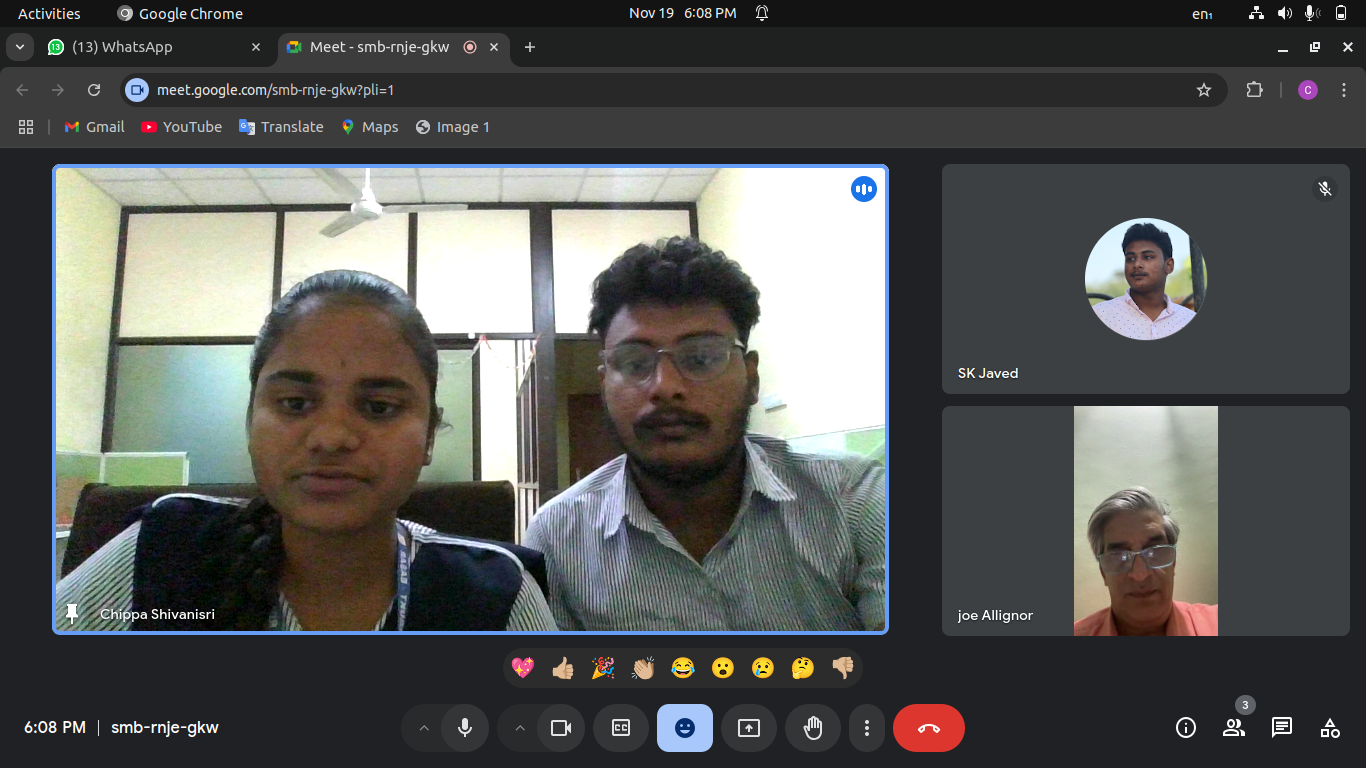 Activities
Google Chrome
Nov 19 6:08 PM
en₁
(13) WhatsApp
Meet - smb-rnje-gkw
meet.google.com/smb-rnje-gkw?pli=1
C
Gmail
YouTube
Translate
Maps
Image 1
SK Javed
Chippa Shivanisri
joe Allignor
6:08 PM | smb-rnje-gkw
CC
3